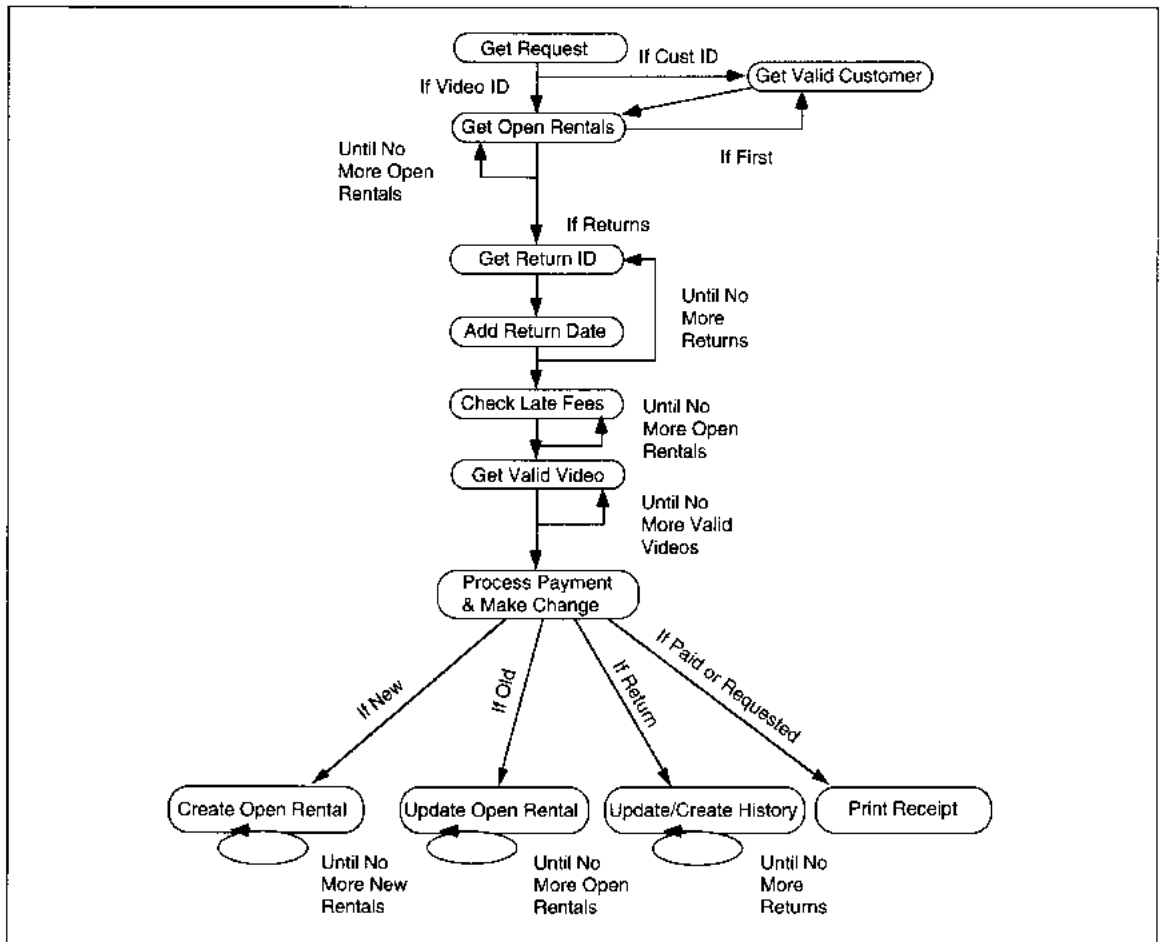 Get Request
If Cust ID
Get Valid Customer
If Video ID
Get Open Rentals
If First
Until No
More Open
Rentals
If Returns
Get Return ID
Until No
More
Returns
Add Return Date
Check Late Fees
Until No
More Open
Rentals
Get Valid Video
Until No
More Valid
Videos
Process Payment
& Make Change
If New
If Old
If Return
If Paid or Requested
Create Open Rental
Update Open Rental
Update/Create History
Print Receipt
Until No
More New
Rentals
Until No
More Open
Rentals
Until No
More
Returns